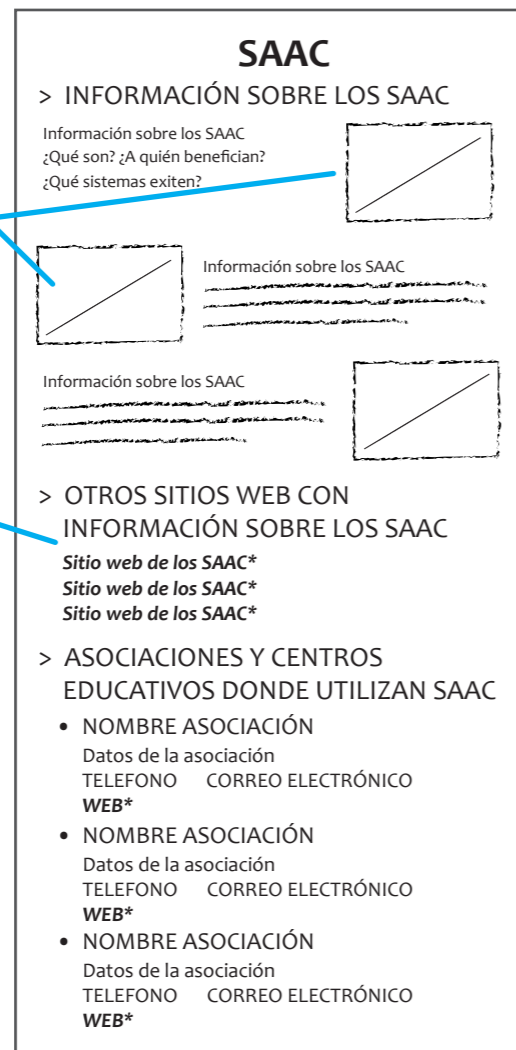 SAAC
> INFORMACIÓN SOBRE LOS SAAC
Información sobre los SAAC
¿Qué son? ¿A quién benefician?
¿Qué sistemas exiten?
Información sobre los SAAC
Información sobre los SAAC
> OTROS SITIOS WEB CON
INFORMACIÓN SOBRE LOS SAAC
Sitio web de los SAAC*
Sitio web de los SAAC*
Sitio web de los SAAC*
> ASOCIACIONES Y CENTROS
EDUCATIVOS DONDE UTILIZAN SAAC
• NOMBRE ASOCIACIÓN
Datos de la asociación
TELEFONO CORREO ELECTRÓNICO
WEB*
• NOMBRE ASOCIACIÓN
Datos de la asociación
TELEFONO CORREO ELECTRÓNICO
WEB*
• NOMBRE ASOCIACIÓN
Datos de la asociación
TELEFONO CORREO ELECTRÓNICO
WEB*